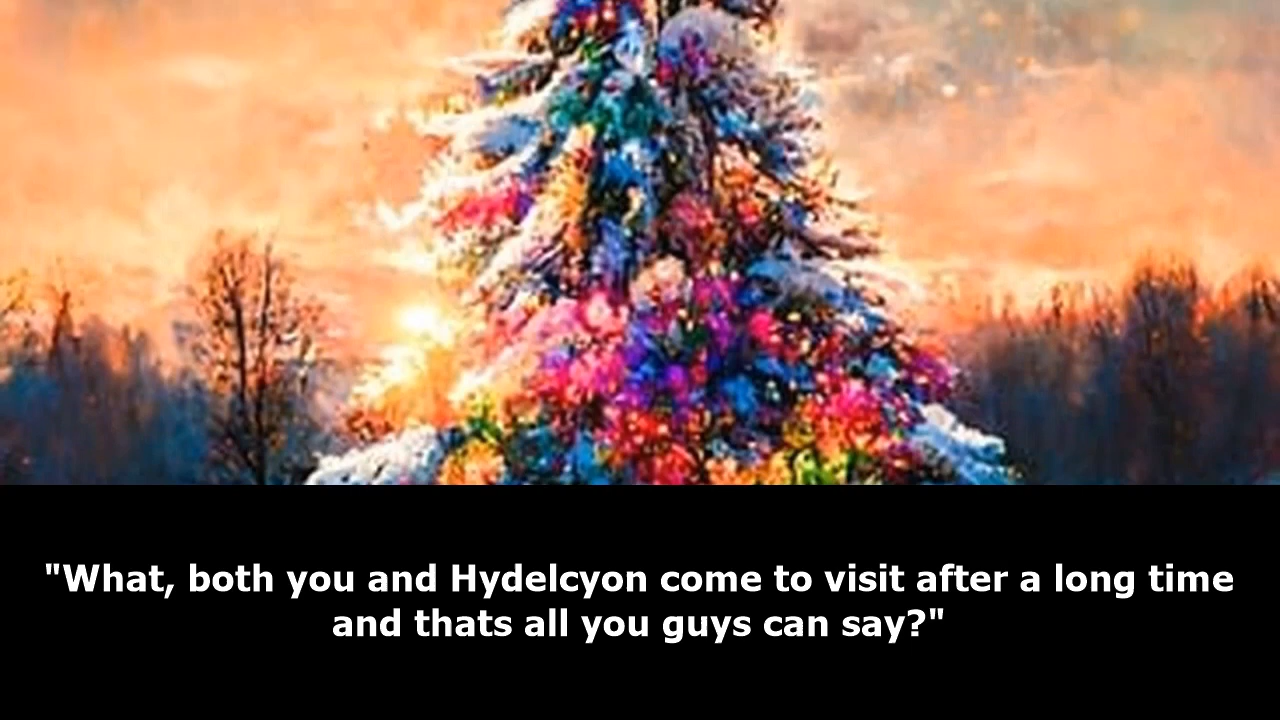 "What, both you and Hydelcyon come to visit after a long time
and thats all you guys can say?"